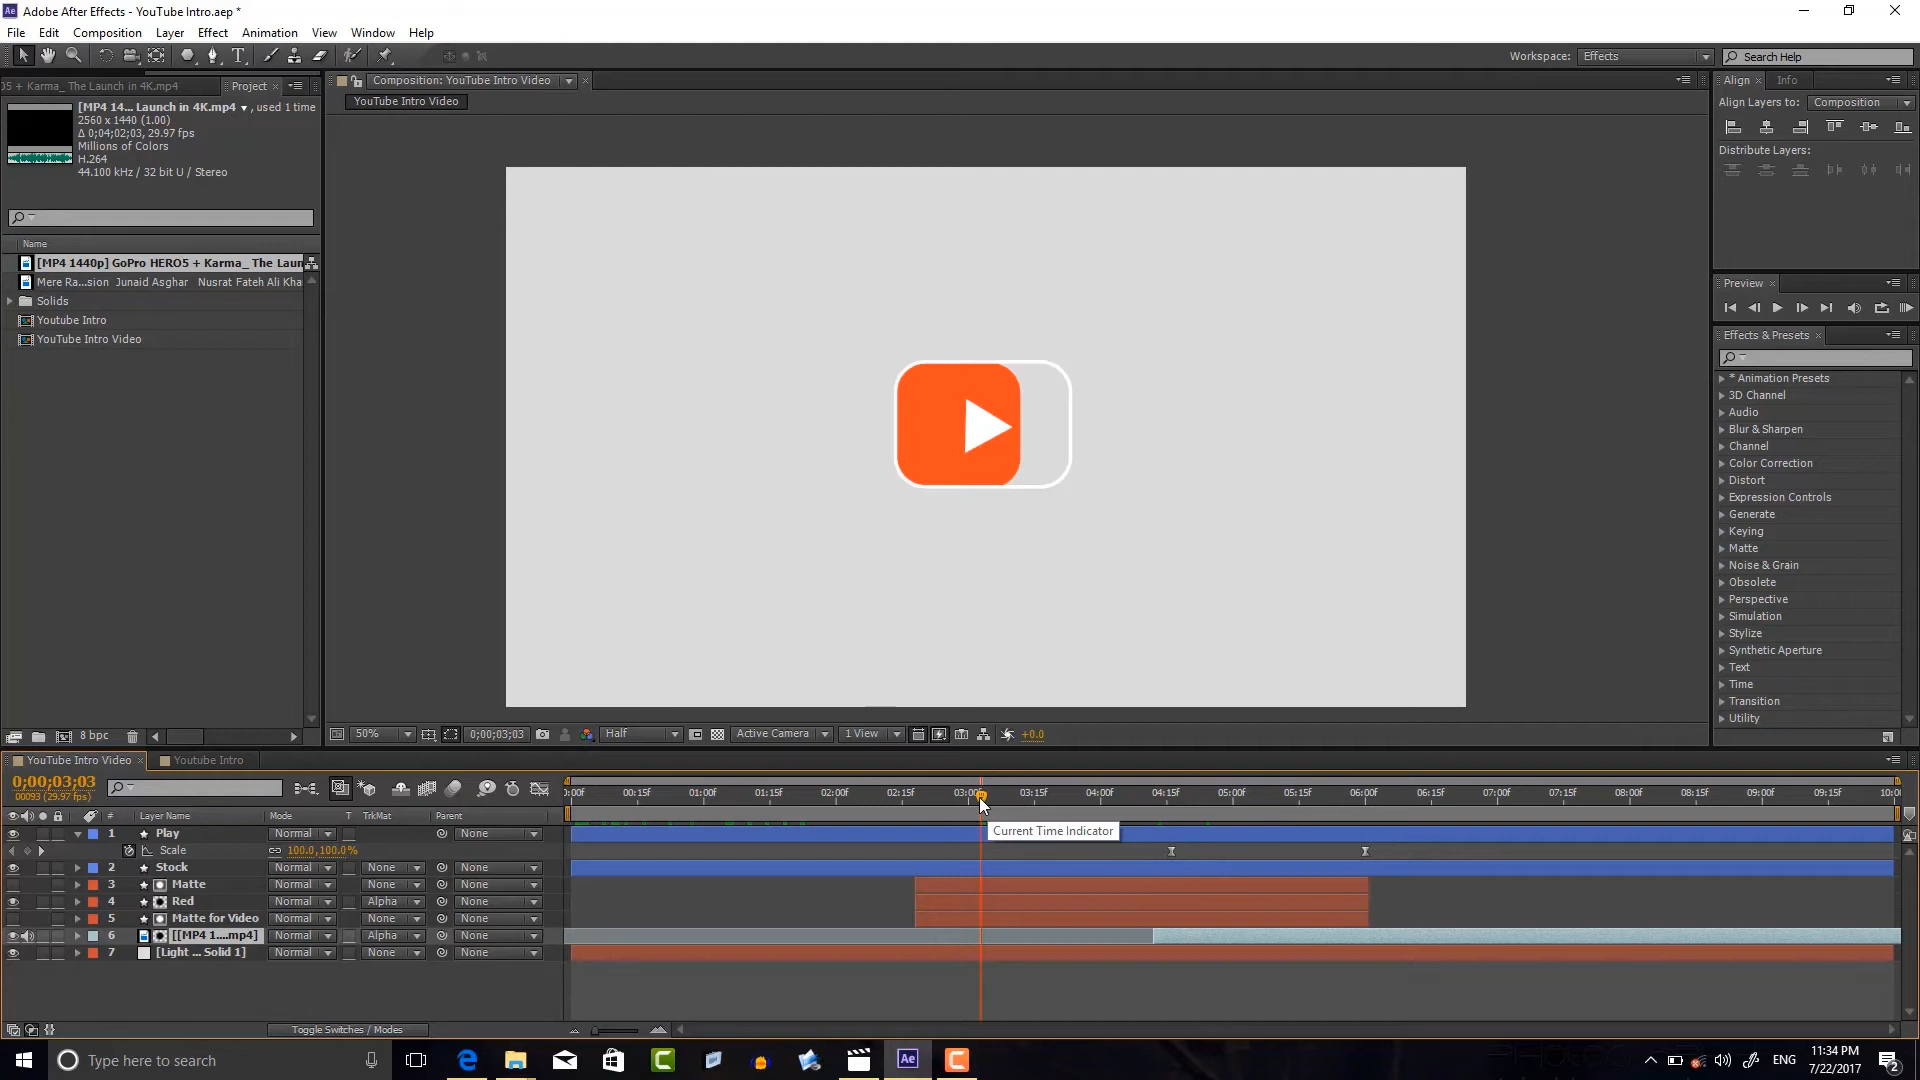 Ae Adobe After Effects - YouTube Intro.aep *
File Edit Composition Layer Effect Animation View Window Help
Workspace: Effects Search Help
05 + Karma_ The Launch in 4K.mp4 Project
Composition: YouTube Intro Video
YouTube Intro Video
[MP4 14... Launch in 4K.mp4 , used 1 time
2560 x 1440 (1.00)
Δ 0;04;02;03, 29.97 fps
Millions of Colors
H.264
44.100 kHz / 32 bit U / Stereo
Name
[MP4 1440p] GoPro HERO5 + Karma_ The Laun
Mere Ra...sion Junaid Asghar Nusrat Fateh Ali Kha
Solids
Youtube Intro
YouTube Intro Video
8 bpc
50% 0;00;03;03 Half Active Camera 1 View +0.0
Align Info
Align Layers to: Composition
Distribute Layers:
Preview
Effects & Presets
* Animation Presets
3D Channel
Audio
Blur & Sharpen
Channel
Color Correction
Distort
Expression Controls
Generate
Keying
Matte
Noise & Grain
Obsolete
Perspective
Simulation
Stylize
Synthetic Aperture
Text
Time
Transition
Utility
YouTube Intro Video Youtube Intro
0;00;03;03
00093 (29.97 fps)
# Layer Name Mode T TrkMat Parent
:00f 00:15f 01:00f 01:15f 02:00f 02:15f 03:00f 03:15f 04:00f 04:15f 05:00f 05:15f 06:00f 06:15f 07:00f 07:15f 08:00f 08:15f 09:00f 09:15f 10:0
Current Time Indicator
1 Play Normal None
Scale 100.0,100.0%
2 Stock Normal None None
3 Matte Normal None None
4 Red Normal Alpha None
5 Matte for Video Normal None None
6 [[MP4 1....mp4] Normal Alpha None
7 [Light ... Solid 1] Normal None None
Toggle Switches / Modes
Type here to search
Ae
ENG
11:34 PM
7/22/2017
2